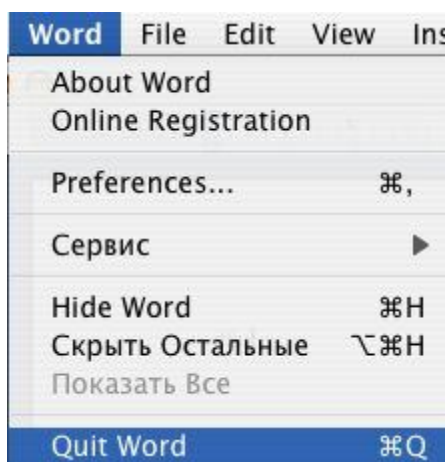 Word File Edit View Ins
About Word
Online Registration
Preferences... ⌘,
Сервис ▶
Hide Word ⌘H
Скрыть Остальные ⌥⌘H
Показать Все
Quit Word ⌘Q